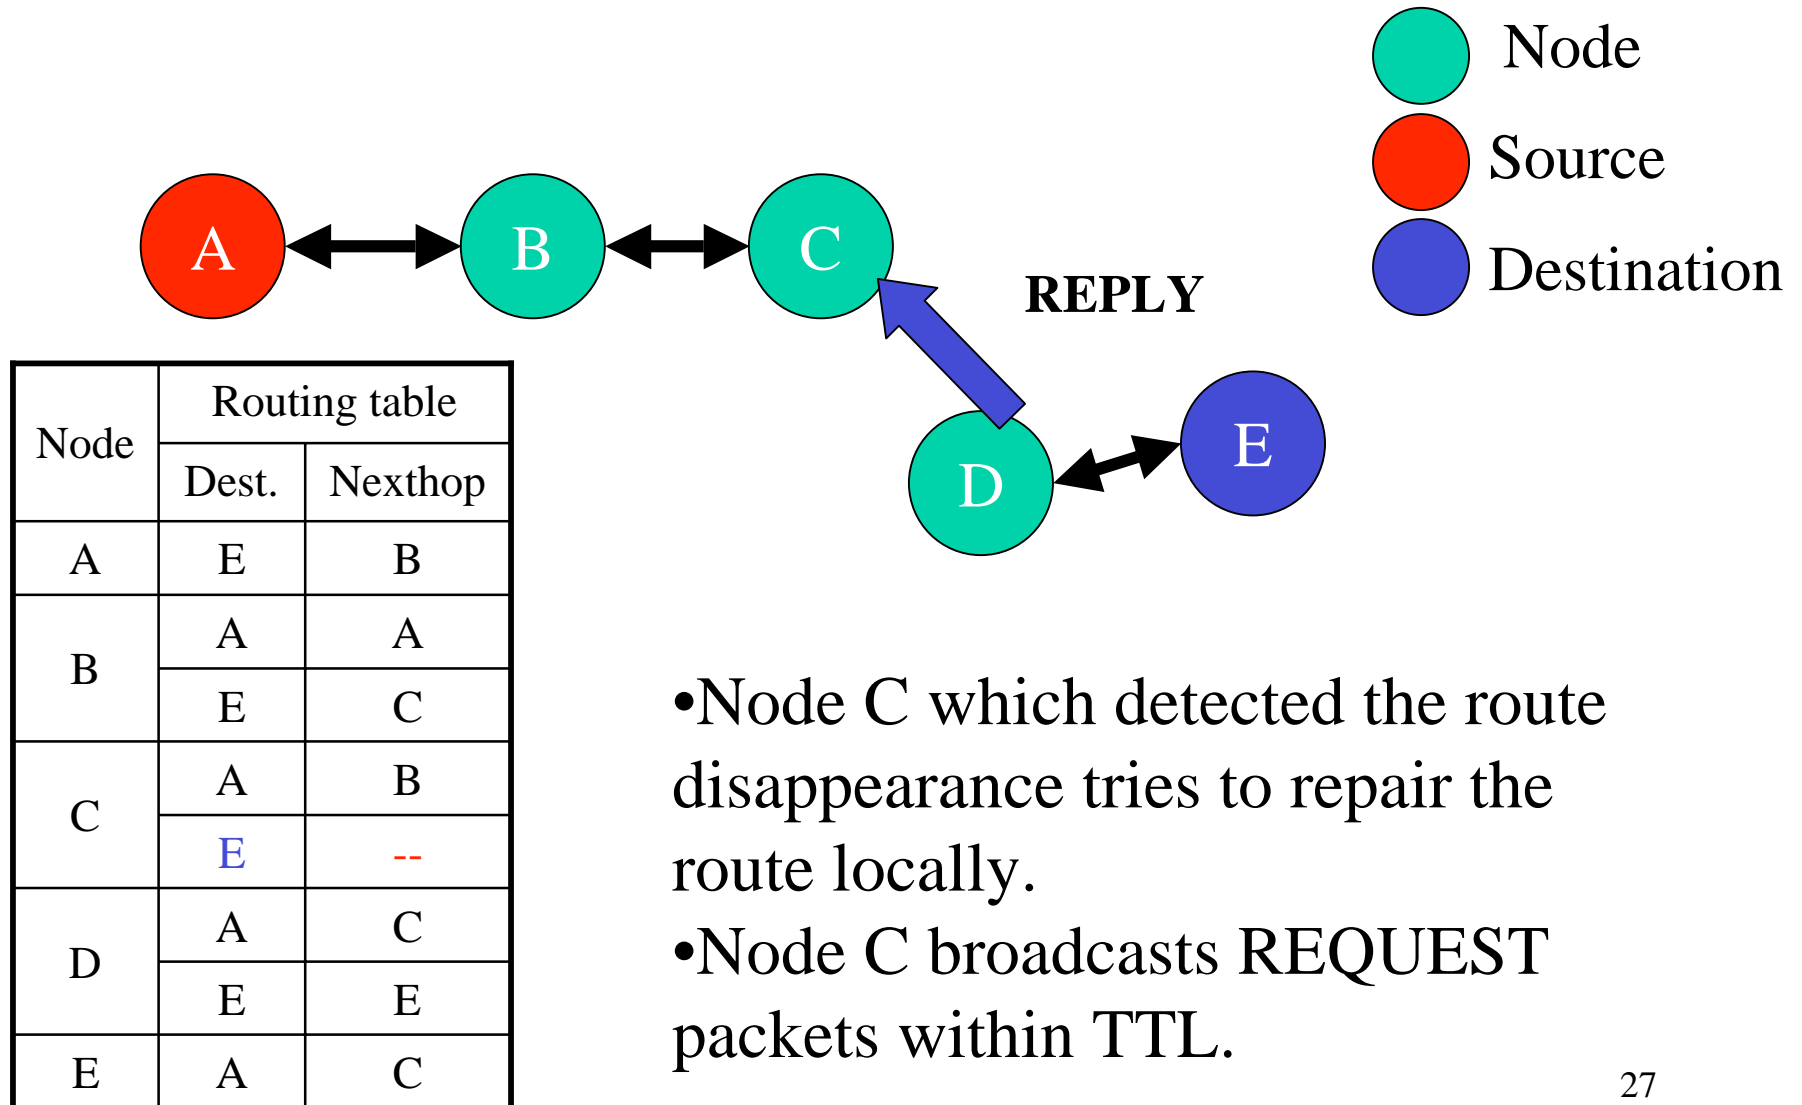 Node
Source
Destination
A
B
C
REPLY
D
E
Node Routing table
Dest. Nexthop
A E B
B A A
E C
C A B
E --
D A C
E E
E A C
•Node C which detected the route
disappearance tries to repair the
route locally.
•Node C broadcasts REQUEST
packets within TTL.
27